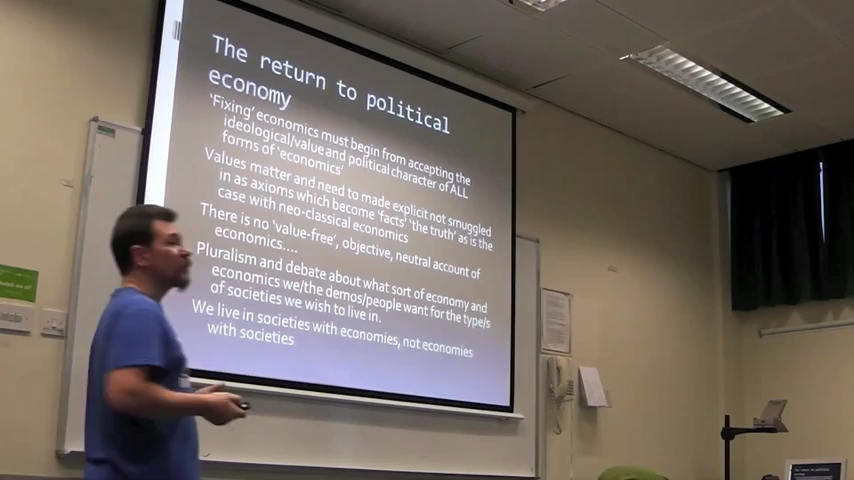 The return to political
economy
'Fixing' economics must begin from accepting the
ideological/value and political character of ALL
forms of 'economics'
Values matter and need to made explicit not smuggled
in as axioms which become 'facts' 'the truth' as is the
case with neo-classical economics
There is no 'value-free', objective, neutral account of
economics....
Pluralism and debate about what sort of economy and
economics we/the demos/people want for the type/s
of societies we wish to live in.
We live in societies with economies, not economies
with societies